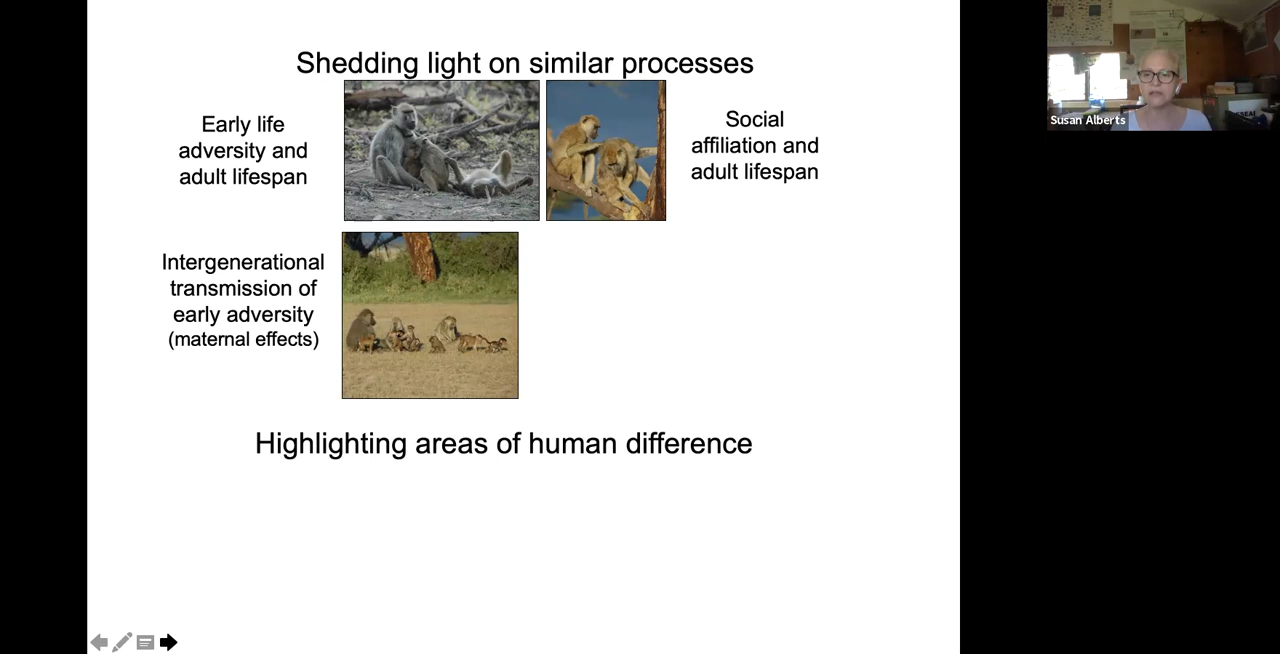 Shedding light on similar processes
Early life
adversity and
adult lifespan
Social
affiliation and
adult lifespan
Intergenerational
transmission of
early adversity
(maternal effects)
Highlighting areas of human difference
Susan Alberts